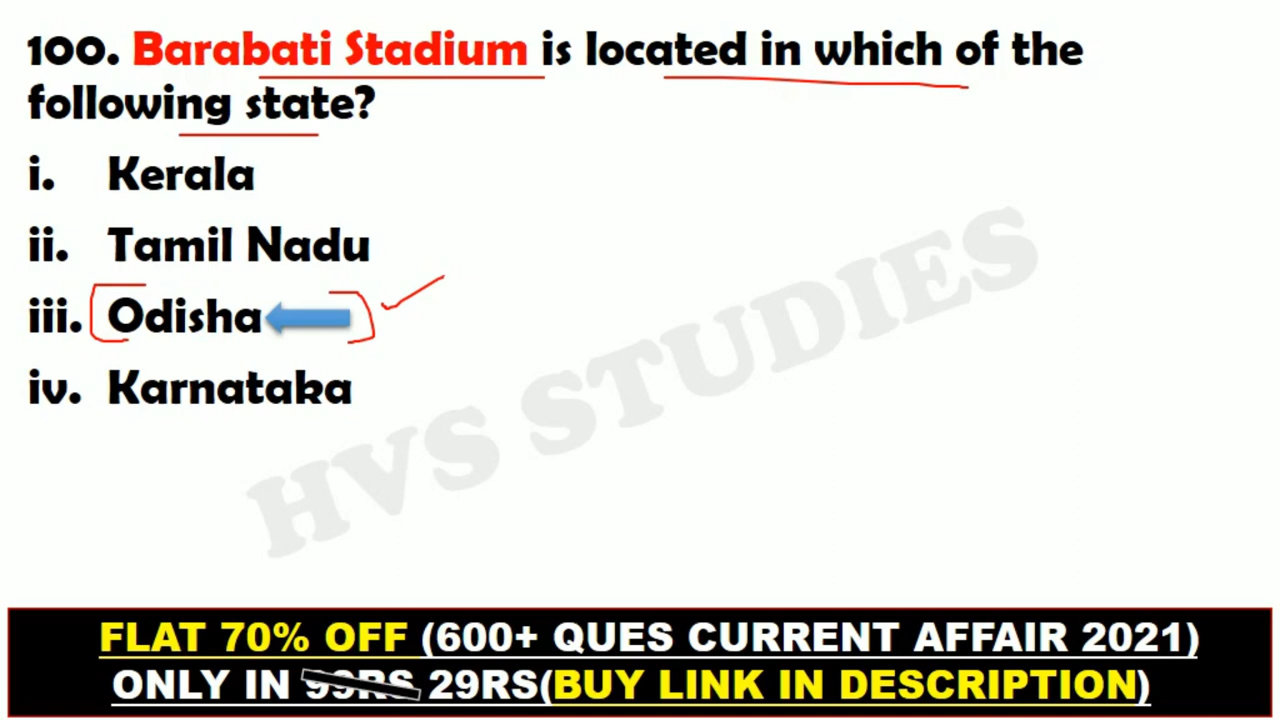 100. Barabati Stadium is located in which of the
following state?
i. Kerala
ii. Tamil Nadu
iii. Odisha
iv. Karnataka
HVS STUDIES
FLAT 70% OFF (600+ QUES CURRENT AFFAIR 2021)
ONLY IN 99RS 29RS(BUY LINK IN DESCRIPTION)